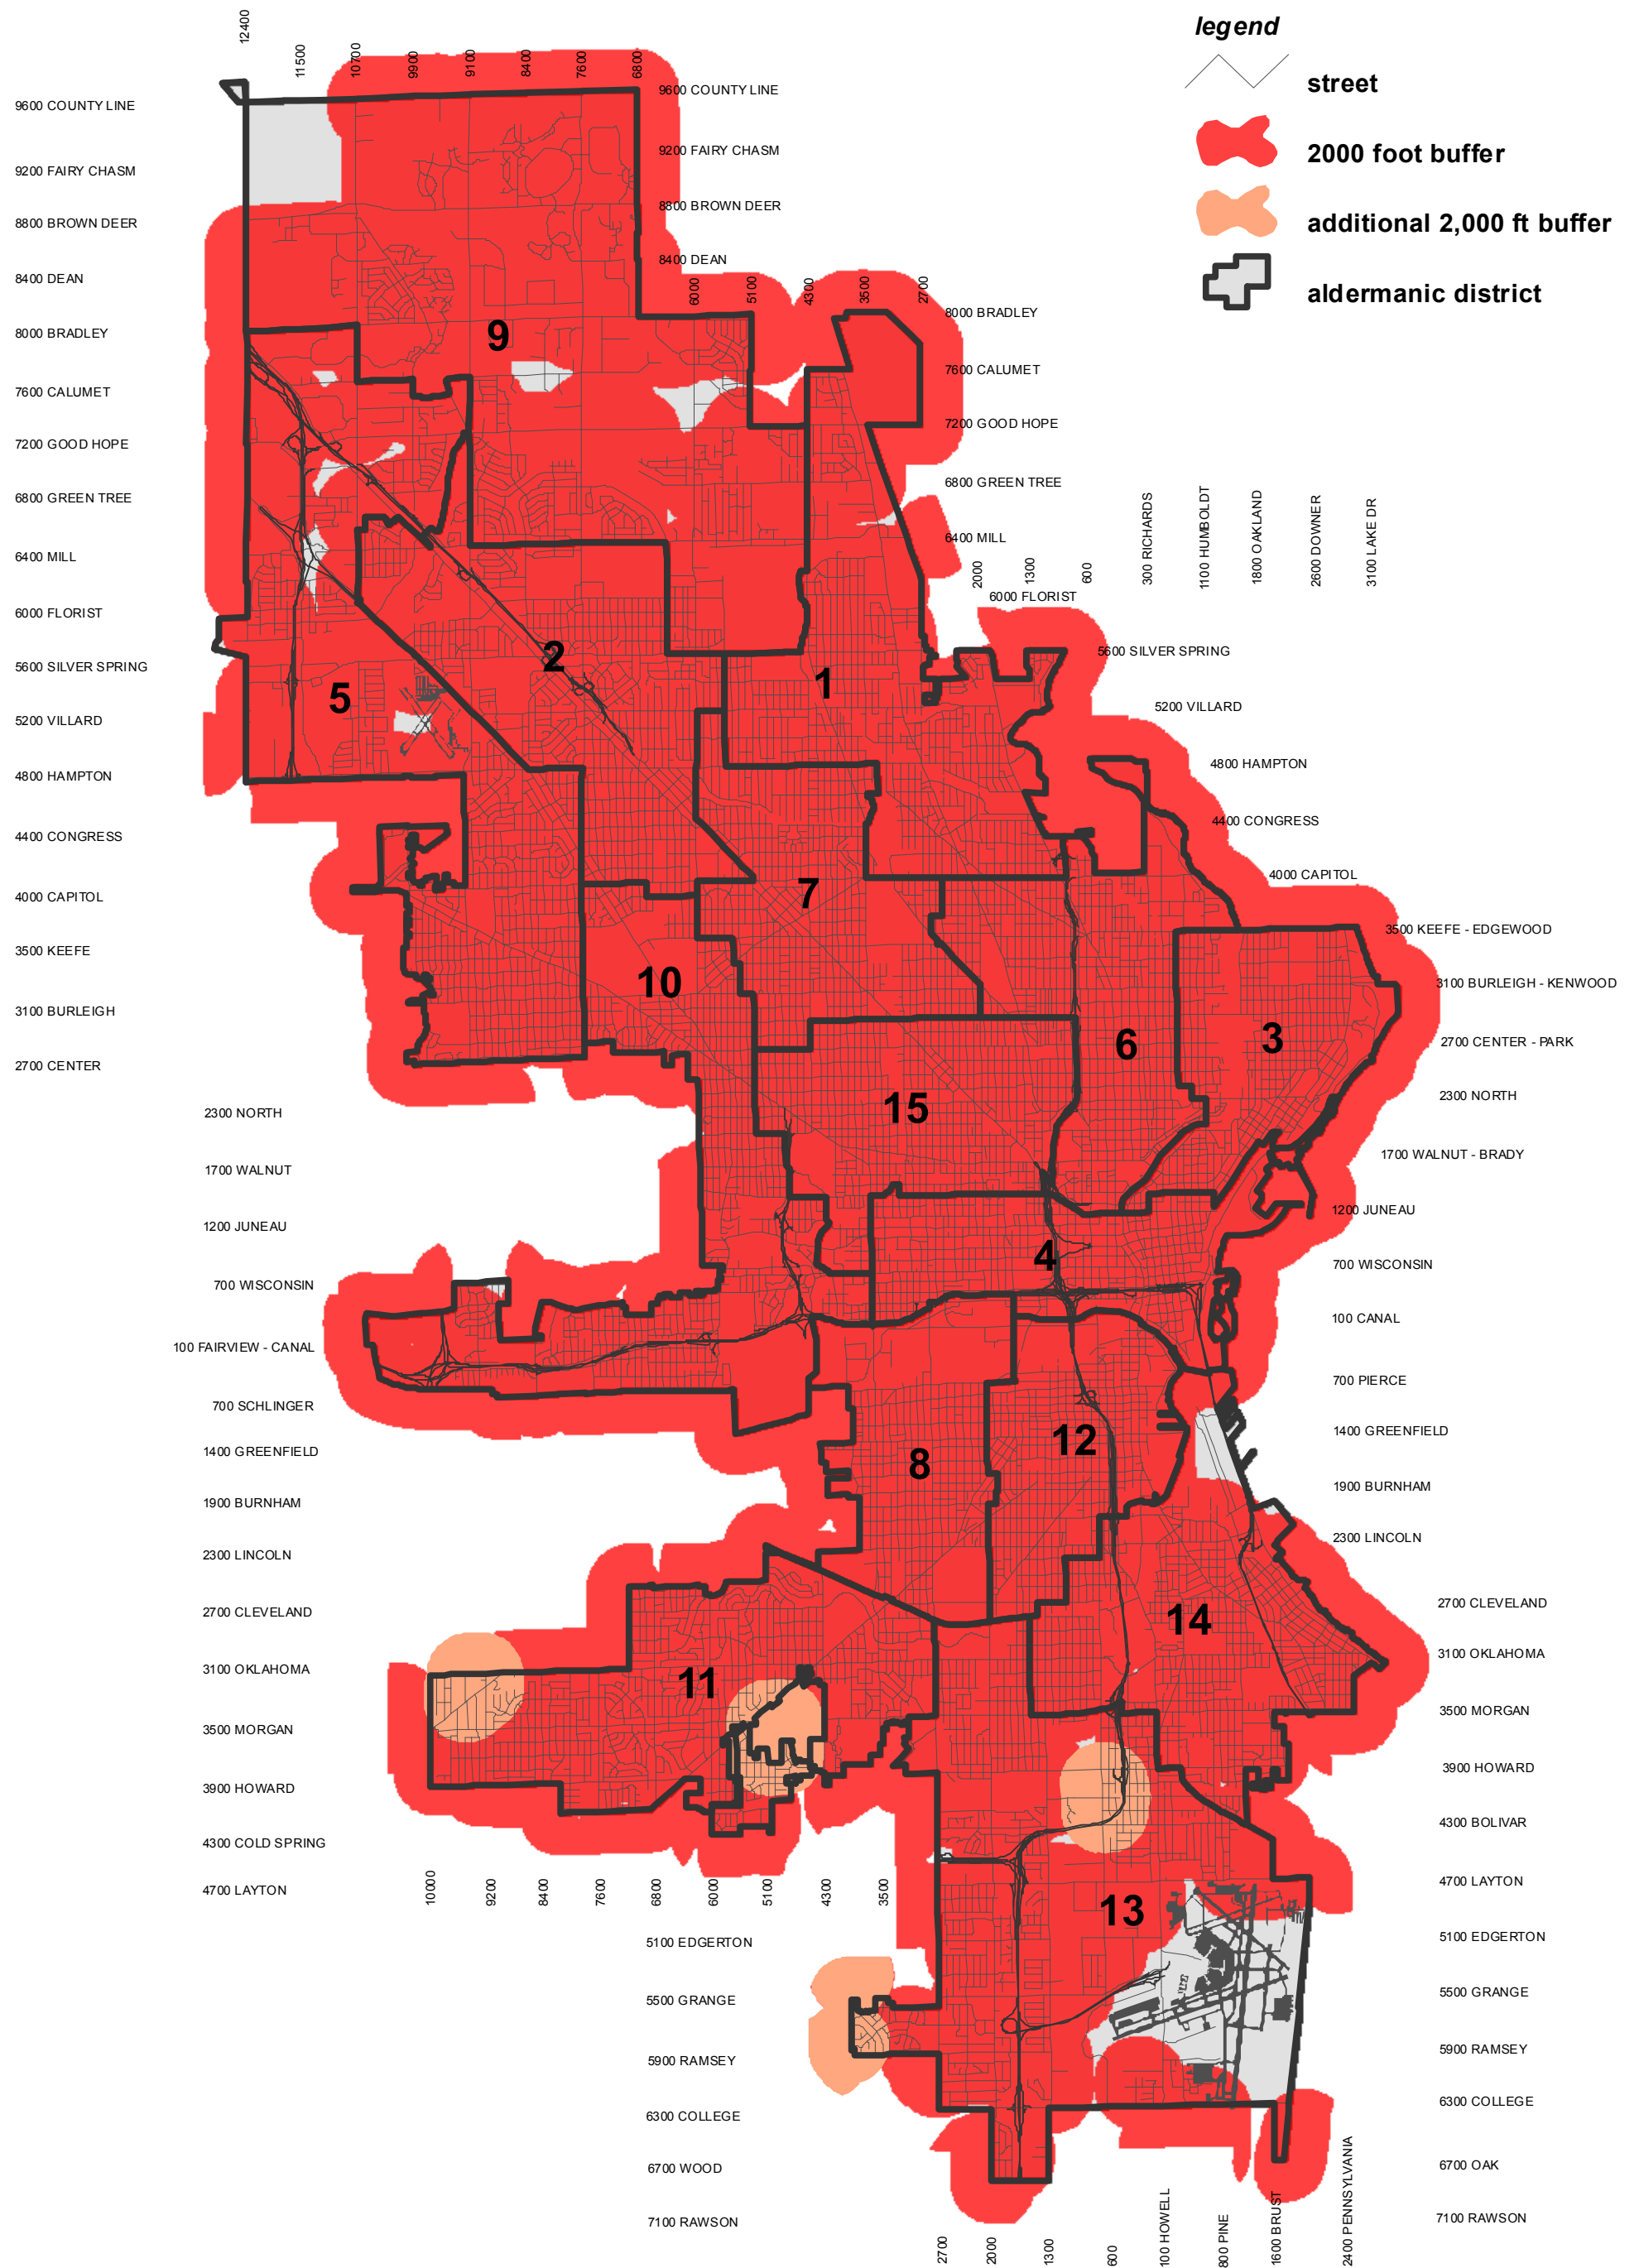 legend
street
2000 foot buffer
additional 2,000 ft buffer
aldermanic district
12400
11500
10700
9900
9100
8400
7600
6800
9600 COUNTY LINE
9200 FAIRY CHASM
8800 BROWN DEER
8400 DEAN
8000 BRADLEY
7600 CALUMET
7200 GOOD HOPE
6800 GREEN TREE
6400 MILL
6000 FLORIST
5600 SILVER SPRING
5200 VILLARD
4800 HAMPTON
4400 CONGRESS
4000 CAPITOL
3500 KEEFE
3100 BURLEIGH
2700 CENTER
2300 NORTH
1700 WALNUT
1200 JUNEAU
700 WISCONSIN
100 FAIRVIEW - CANAL
700 SCHLINGER
1400 GREENFIELD
1900 BURNHAM
2300 LINCOLN
2700 CLEVELAND
3100 OKLAHOMA
3500 MORGAN
3900 HOWARD
4300 COLD SPRING
4700 LAYTON
9600 COUNTY LINE
9200 FAIRY CHASM
8800 BROWN DEER
8400 DEAN
6000
5100
4300
3500
2700
8000 BRADLEY
7600 CALUMET
7200 GOOD HOPE
6800 GREEN TREE
6400 MILL
2000
1300
600
300 RICHARDS
1100 HUMBOLDT
1800 OAKLAND
2600 DOWNER
3100 LAKE DR
6000 FLORIST
5600 SILVER SPRING
5200 VILLARD
4800 HAMPTON
4400 CONGRESS
4000 CAPITOL
3500 KEEFE - EDGEWOOD
3100 BURLEIGH - KENWOOD
2700 CENTER - PARK
2300 NORTH
1700 WALNUT - BRADY
1200 JUNEAU
700 WISCONSIN
100 CANAL
700 PIERCE
1400 GREENFIELD
1900 BURNHAM
2300 LINCOLN
2700 CLEVELAND
3100 OKLAHOMA
3500 MORGAN
3900 HOWARD
4300 BOLIVAR
4700 LAYTON
5100 EDGERTON
5500 GRANGE
5900 RAMSEY
6300 COLLEGE
6700 OAK
7100 RAWSON
9
2
5
1
7
10
6
3
15
4
12
8
14
11
13
10000
9200
8400
7600
6800
6000
5100
4300
3500
5100 EDGERTON
5500 GRANGE
5900 RAMSEY
6300 COLLEGE
6700 WOOD
7100 RAWSON
2700
2000
1300
600
100 HOWELL
800 PINE
1600 BRUST
2400 PENNSYLVANIA